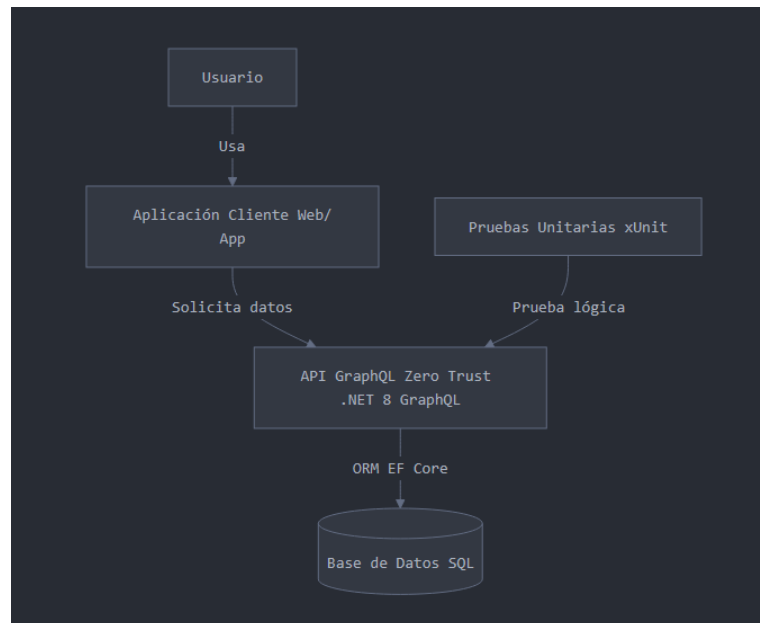 Usuario
Usa
Aplicación Cliente Web/
App
Pruebas Unitarias xUnit
Solicita datos
Prueba lógica
API GraphQL Zero Trust
.NET 8 GraphQL
ORM EF Core
Base de Datos SQL